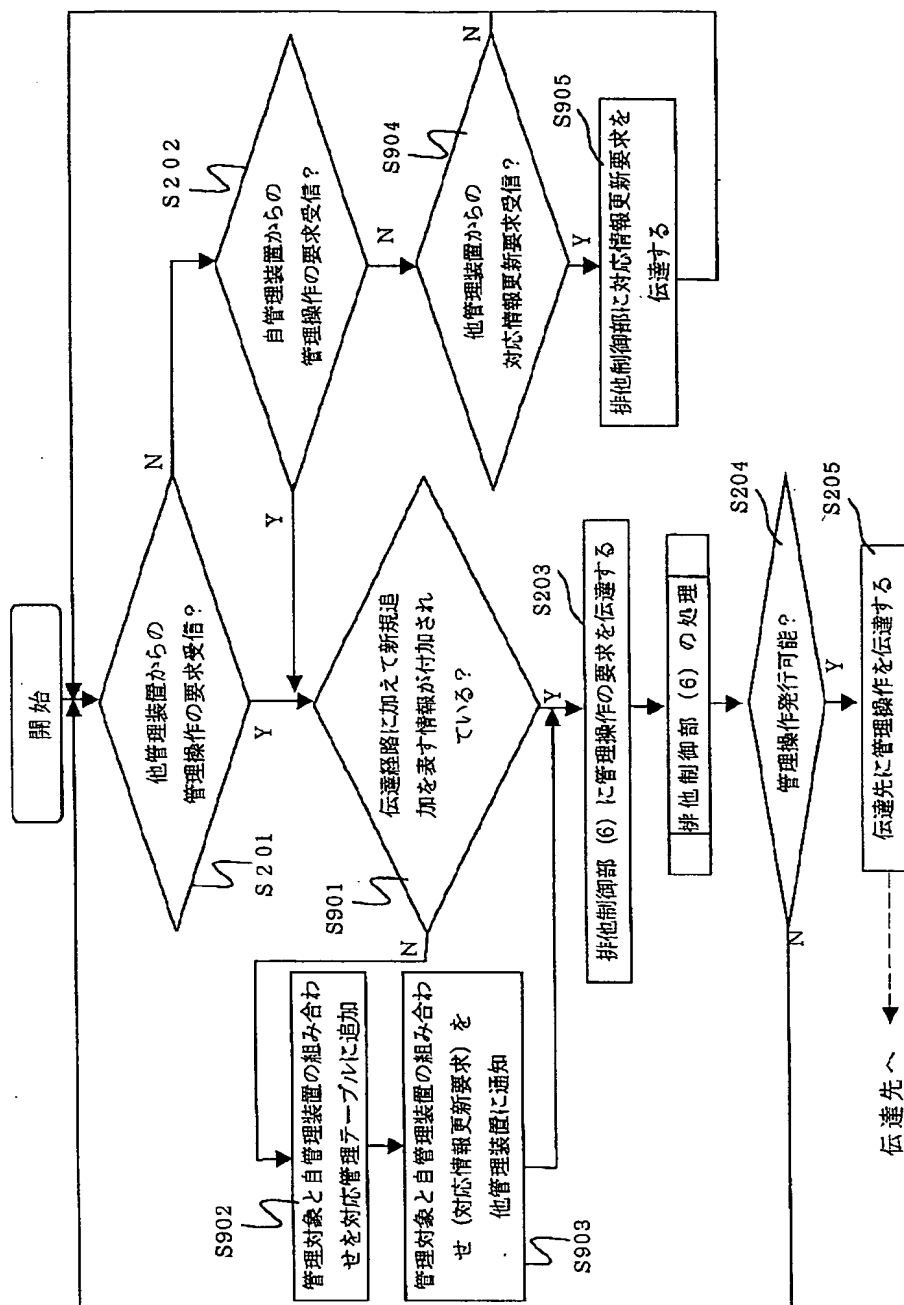 開始
他管理装置からの
管理操作の要求受信?
S201
Y
N
自管理装置からの
管理操作の要求受信?
S202
Y
N
他管理装置からの
対応情報更新要求受信?
S904
N
Y
排他制御部に対応情報更新要求を
伝達する
S905
伝達経路に加えて新規追
加を表す情報が付加され
ている?
S901
N
Y
管理対象と自管理装置の組み合わ
せを対応管理テーブルに追加
S902
管理対象と自管理装置の組み合わ
せ(対応情報更新要求)を
他管理装置に通知
S903
排他制御部(6)に管理操作の要求を伝達する
S203
排他制御部(6)の処理
管理操作発行可能?
S204
N
Y
伝達先に管理操作を伝達する
S205
伝達先へ